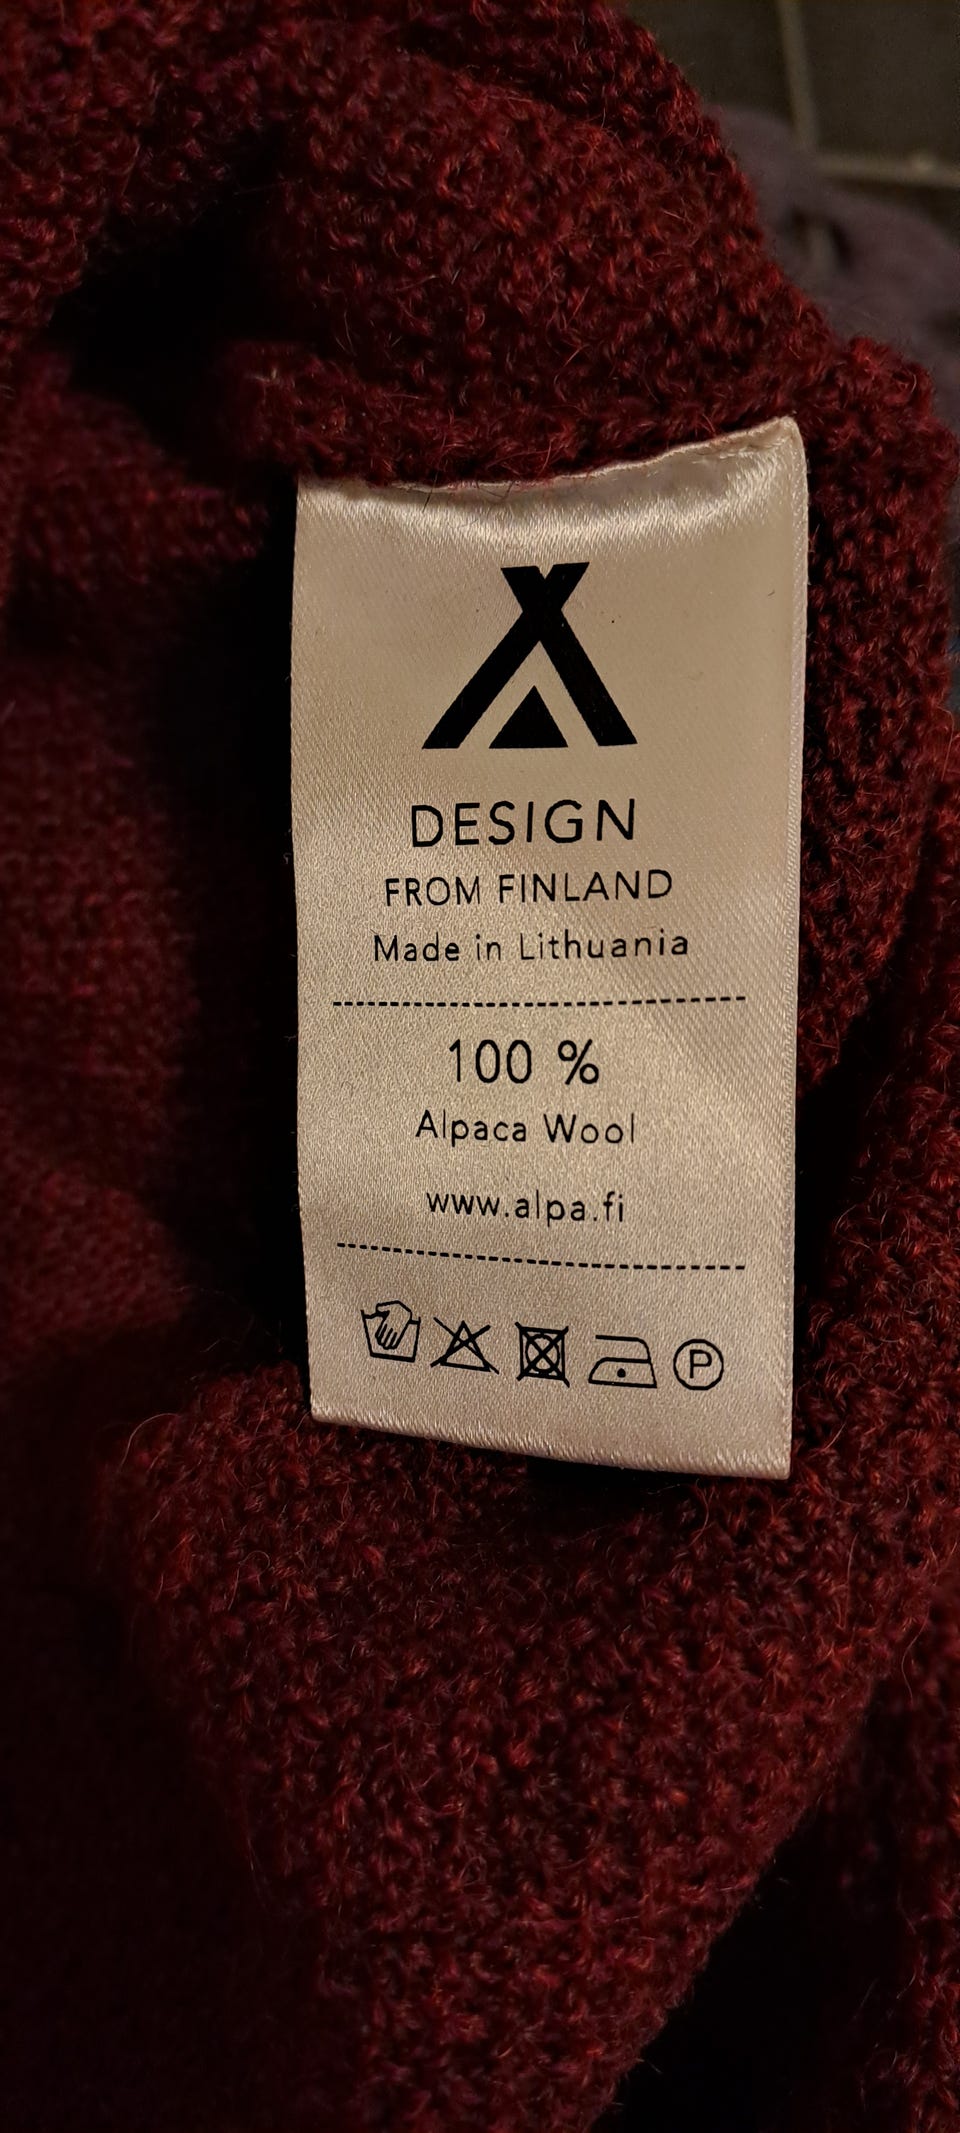 DESIGN
FROM FINLAND
Made in Lithuania
100 %
Alpaca Wool
www.alpa.fi
P